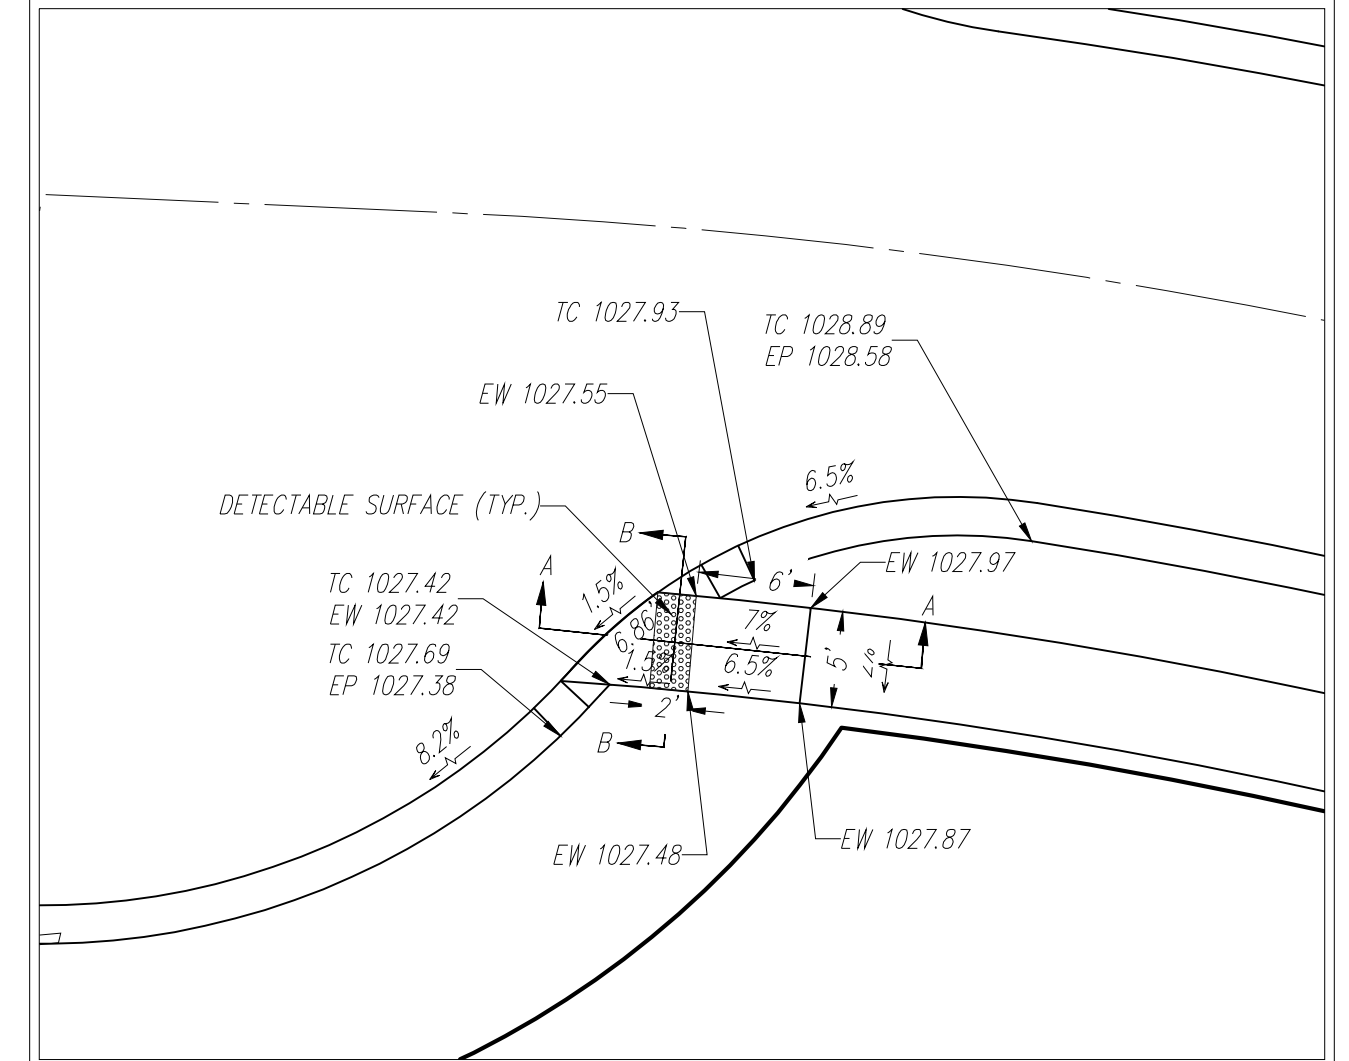 TC 1027.93
TC 1028.89
EP 1028.58
EW 1027.55
6.5%
DETECTABLE SURFACE (TYP.)
B
EW 1027.97
A
TC 1027.42
EW 1027.42
1.5%
6'
A
6.86'
7%
TC 1027.69
EP 1027.38
1.5%
6.5%
5'
2%
2'
8.2%
B
EW 1027.48
EW 1027.87